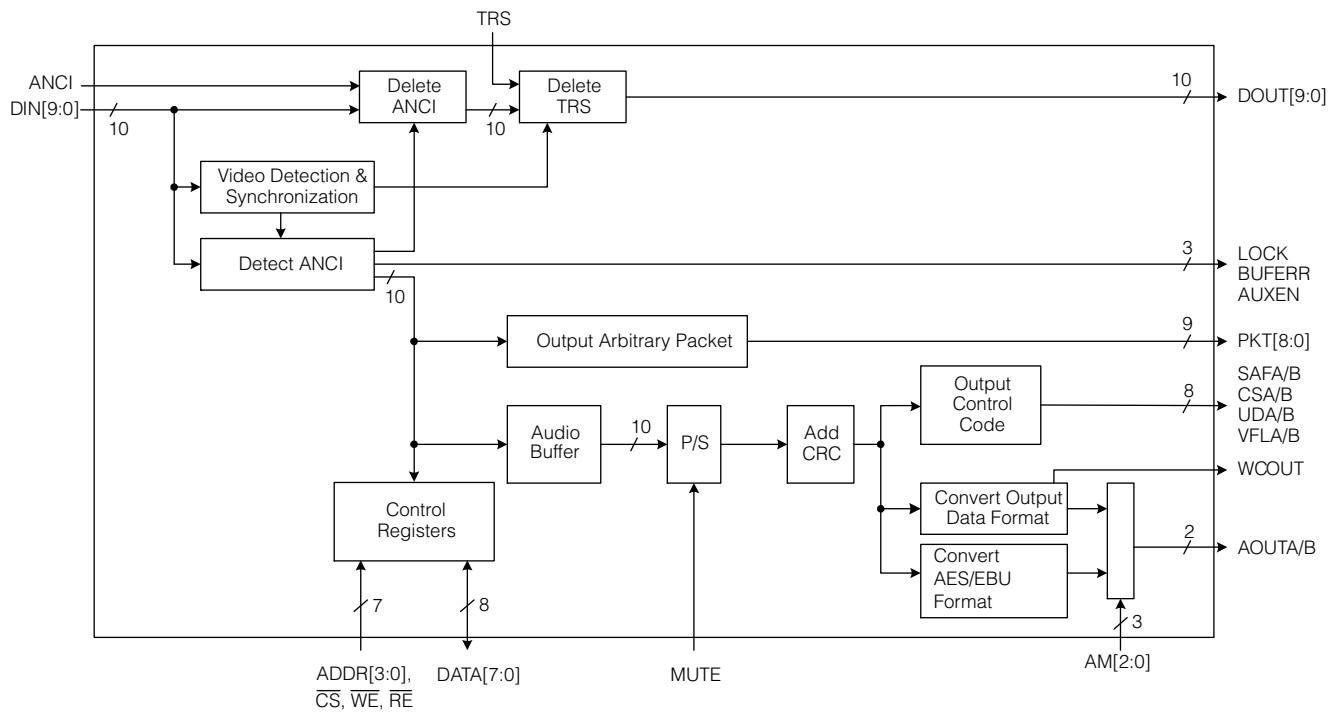 TRS
ANCI
DIN[9:0]
10
Delete
ANCI
10
Delete
TRS
10
DOUT[9:0]
Video Detection &
Synchronization
Detect ANCI
10
3
LOCK
BUFERR
AUXEN
Output Arbitrary Packet
9
PKT[8:0]
Audio
Buffer
10
P/S
Add
CRC
Output
Control
Code
8
SAFA/B
CSA/B
UDA/B
VFLA/B
WCOUT
Control
Registers
Convert Output
Data Format
Convert
AES/EBU
Format
2
AOUTA/B
7
8
3
ADDR[3:0],
CS, WE, RE
DATA[7:0]
MUTE
AM[2:0]